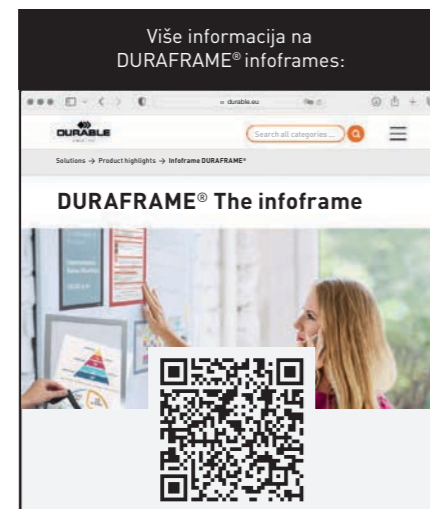 Više informacija na
DURAFRAME® infoframes:
durable.eu
DURABLE
Search all categories ...
Solutions → Product highlights → Infoframe DURAFRAME®
DURAFRAME® The infoframe